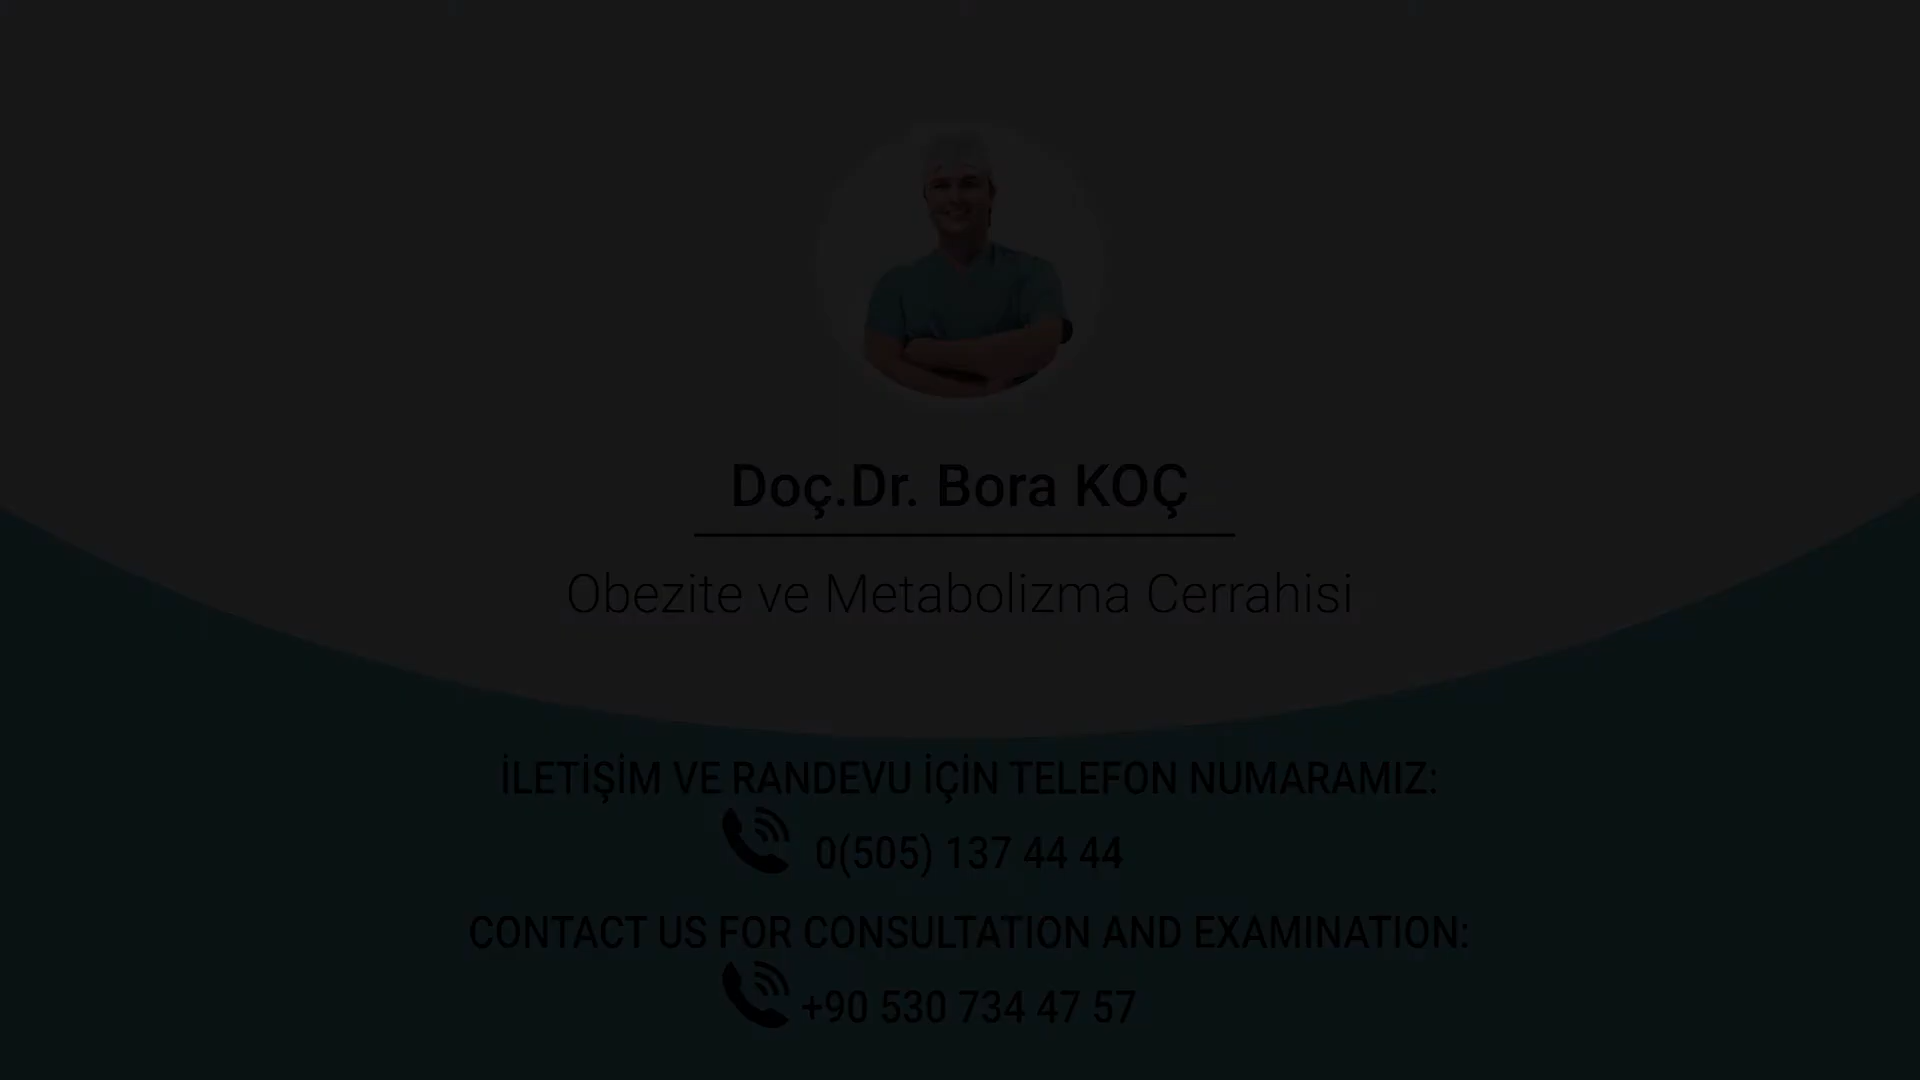 Doç.Dr. Bora KOÇ
Obezite ve Metabolizma Cerrahisi
İLETİŞİM VE RANDEVU İÇİN TELEFON NUMARAMIZ:
0(505) 137 44 44
CONTACT US FOR CONSULTATION AND EXAMINATION:
+90 530 734 47 57